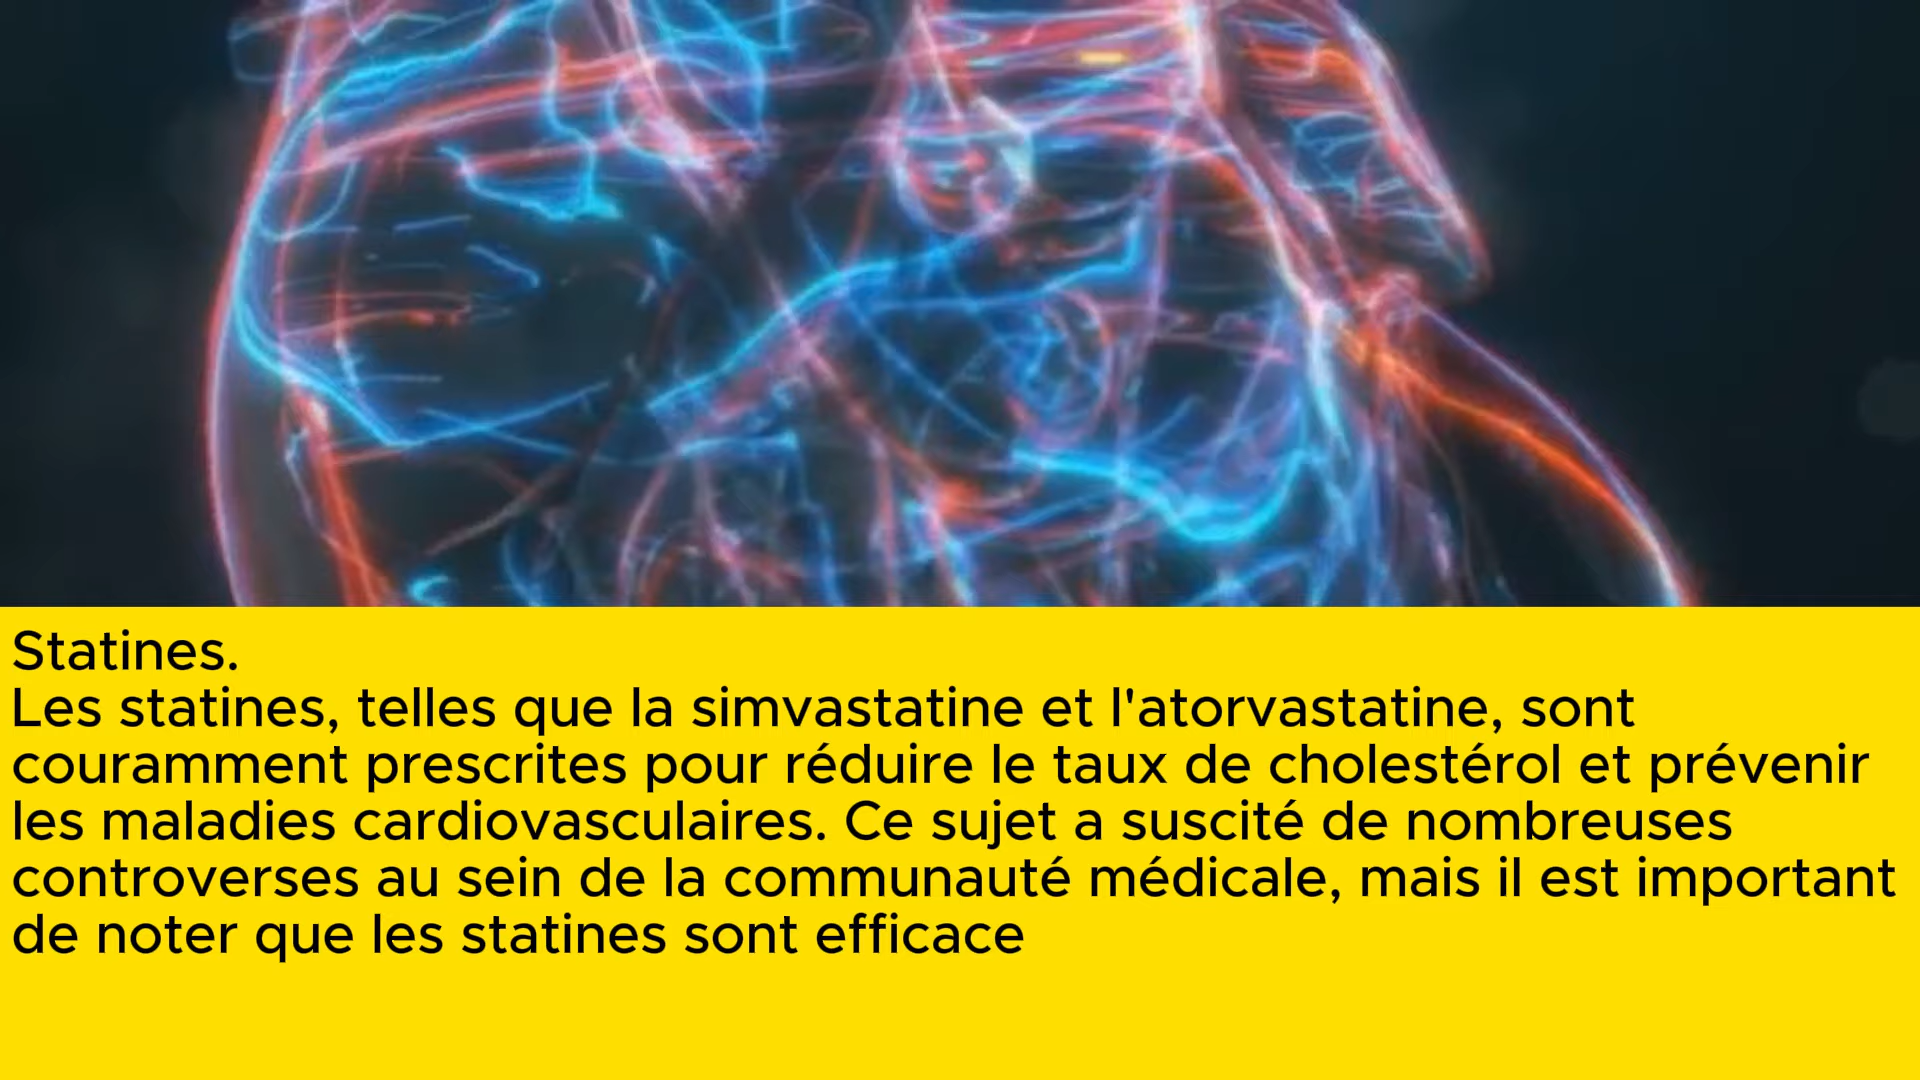 Statines.
Les statines, telles que la simvastatine et l'atorvastatine, sont
couramment prescrites pour réduire le taux de cholestérol et prévenir
les maladies cardiovasculaires. Ce sujet a suscité de nombreuses
controverses au sein de la communauté médicale, mais il est important
de noter que les statines sont efficace